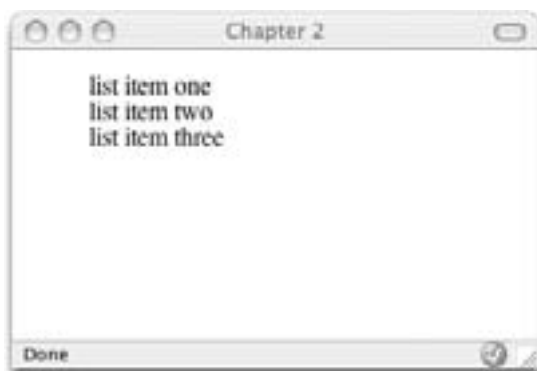 Chapter 2
list item one
list item two
list item three
Done